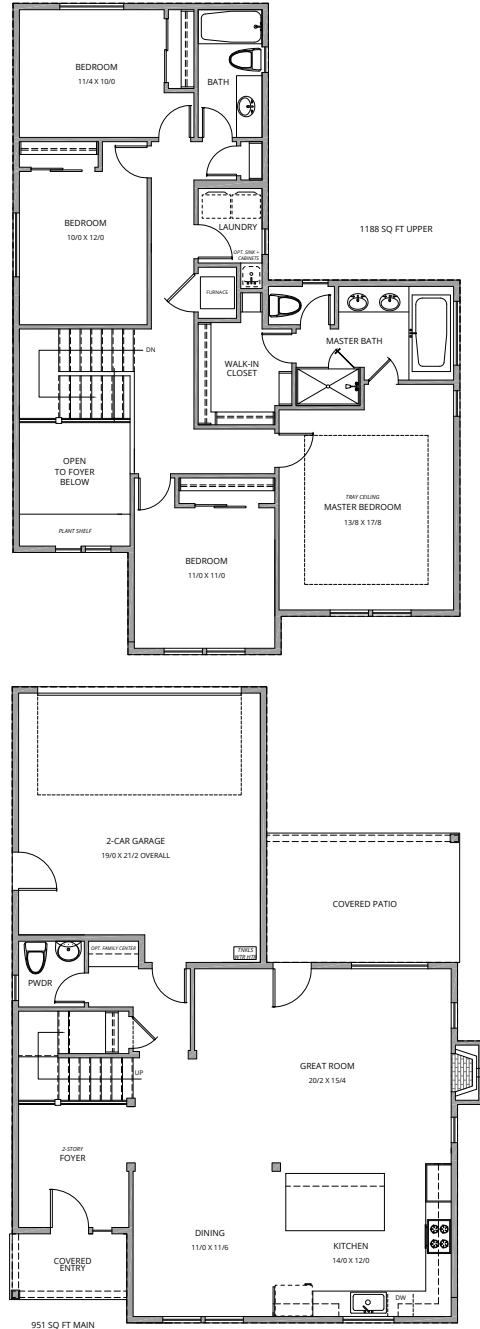 BEDROOM
11/4 X 10/0
BATH
BEDROOM
10/0 X 12/0
LAUNDRY
OPT. SINK +
CABINETS
1188 SQ FT UPPER
FURNACE
DN
WALK-IN
CLOSET
MASTER BATH
OPEN
TO FOYER
BELOW
PLANT SHELF
TRAY CEILING
MASTER BEDROOM
13/8 X 17/8
BEDROOM
11/0 X 11/0
2-CAR GARAGE
19/0 X 21/2 OVERALL
COVERED PATIO
OPT. FAMILY CENTER
TNKLS
WTR HTR
PWDR
UP
GREAT ROOM
20/2 X 15/4
2-STORY
FOYER
DINING
11/0 X 11/6
KITCHEN
14/0 X 12/0
COVERED
ENTRY
DW
951 SQ FT MAIN